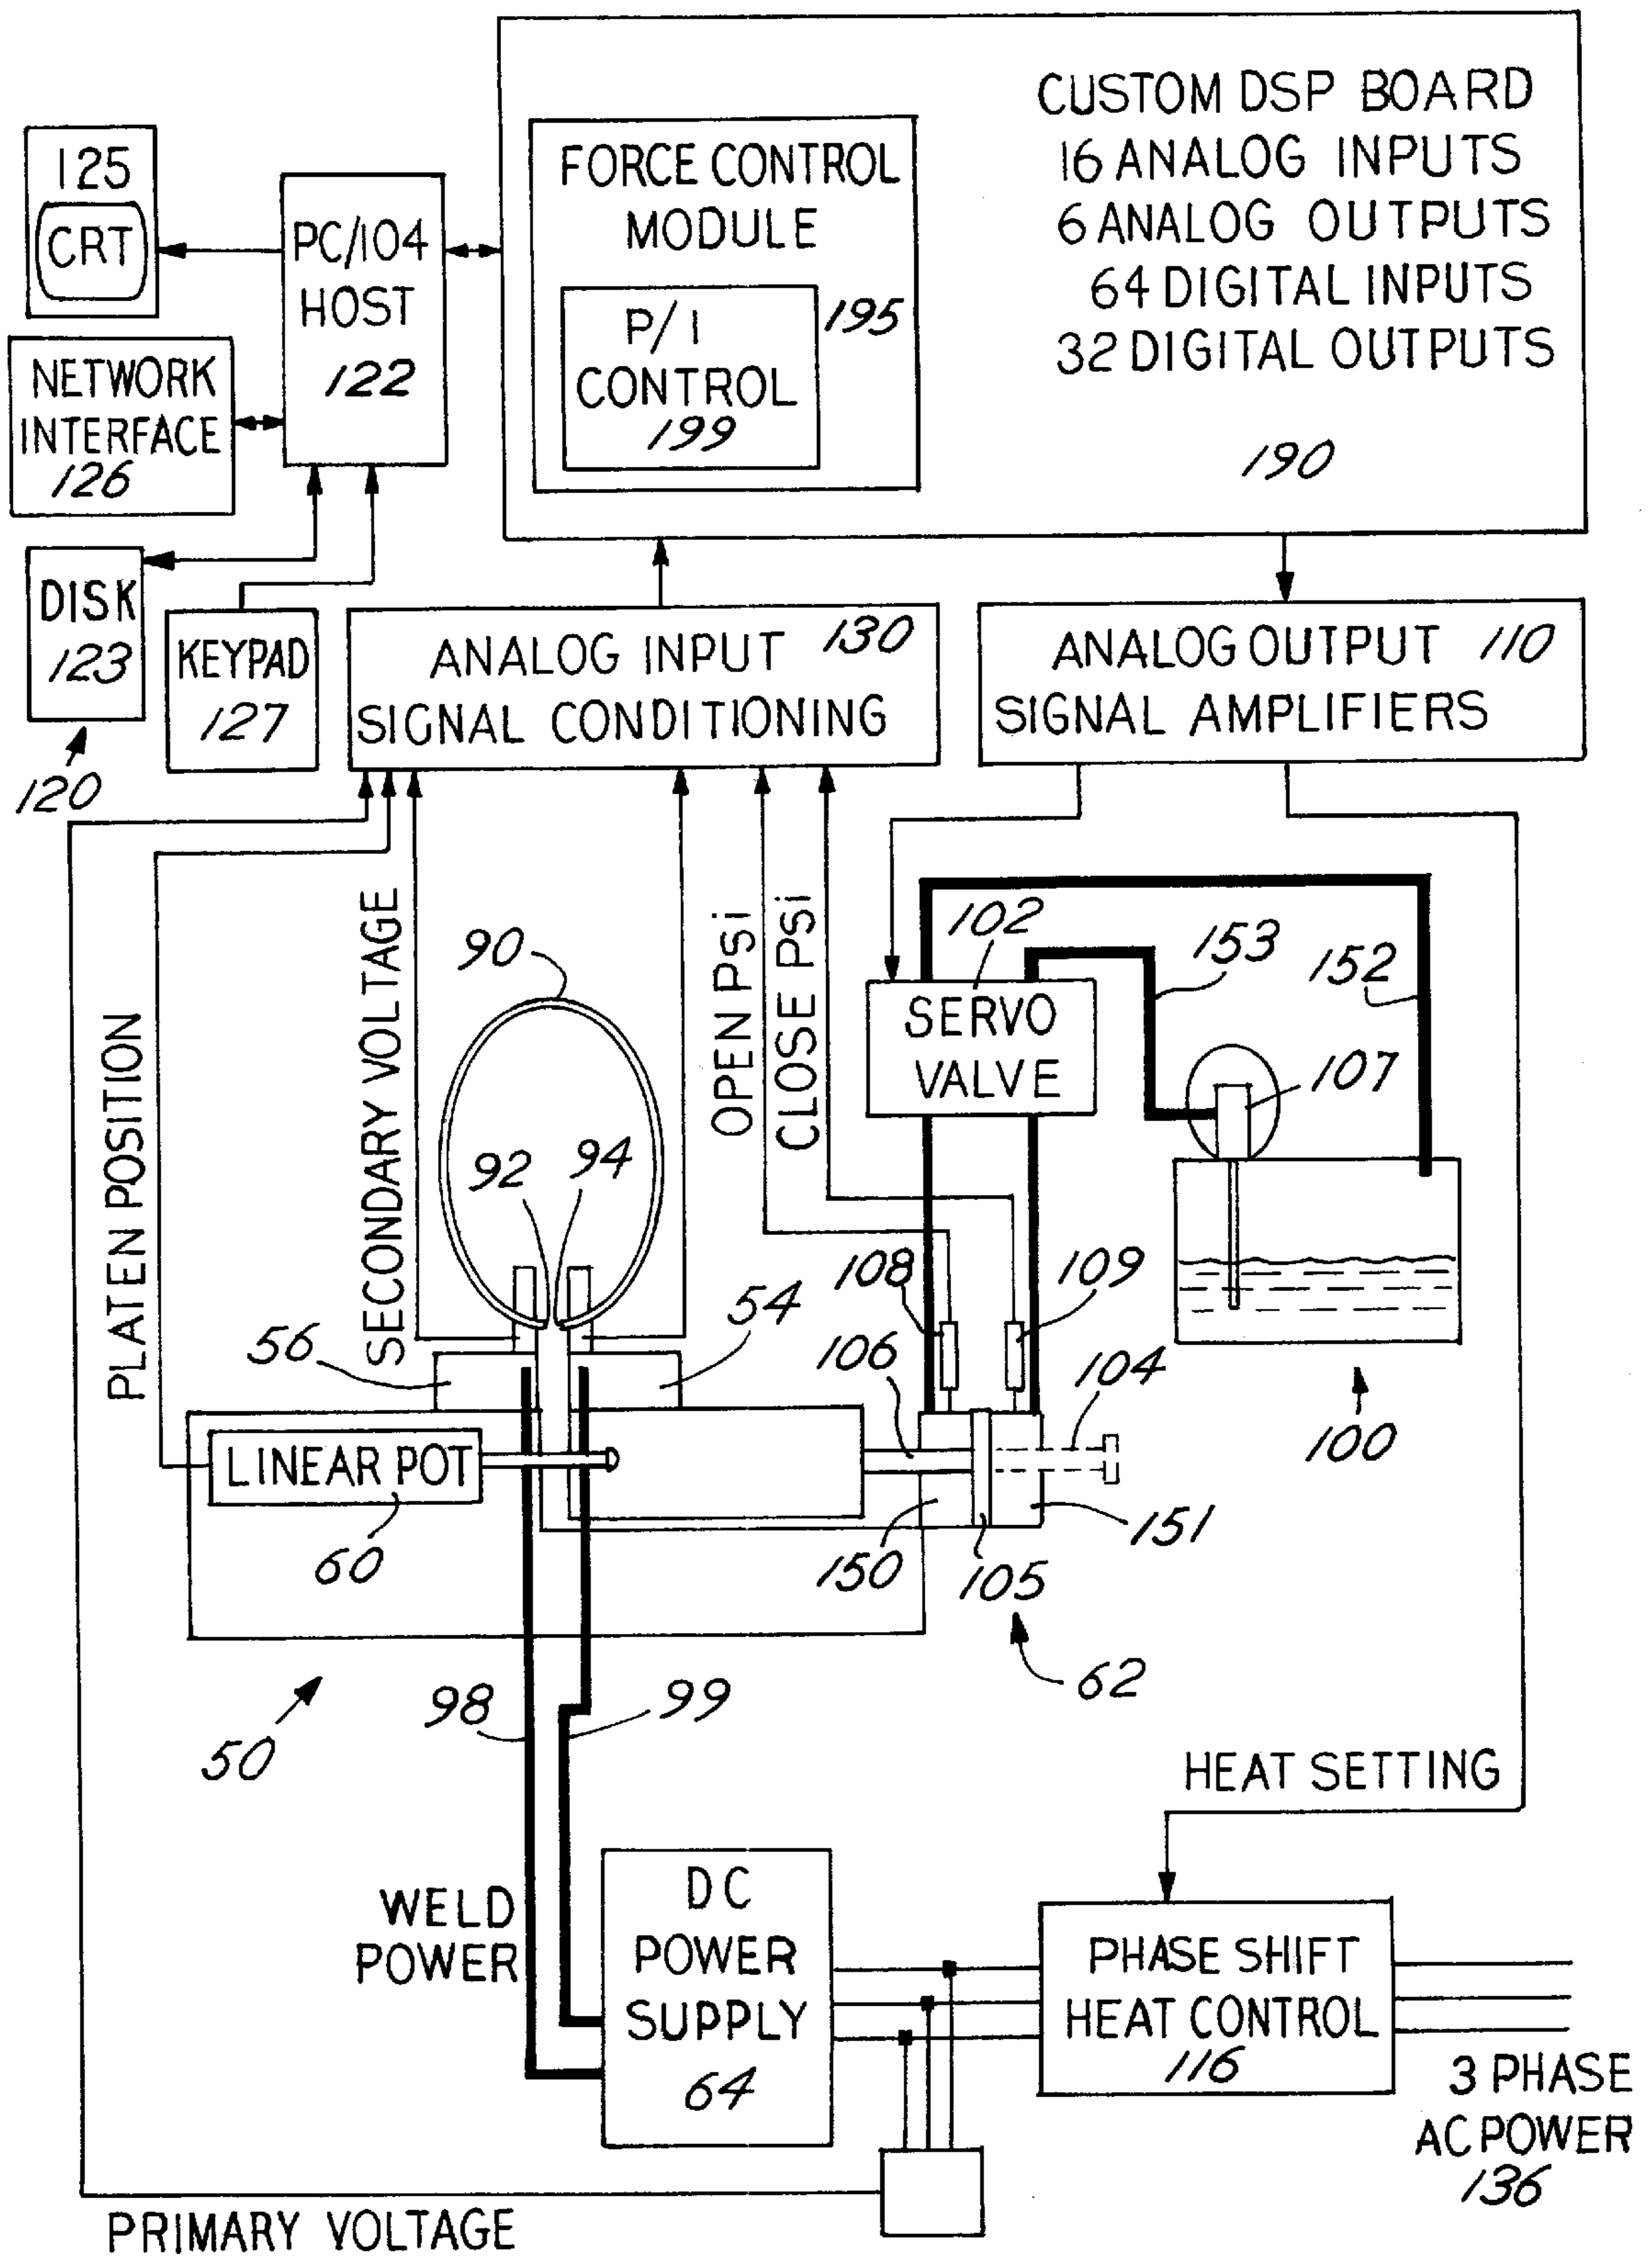 CUSTOM DSP BOARD
16 ANALOG INPUTS
6 ANALOG OUTPUTS
64 DIGITAL INPUTS
32 DIGITAL OUTPUTS
190
FORCE CONTROL
MODULE
195
P/I
CONTROL
199
125
CRT
PC/104
HOST
122
NETWORK
INTERFACE
126
DISK
123
KEYPAD
127
120
ANALOG INPUT 130
SIGNAL CONDITIONING
ANALOG OUTPUT 110
SIGNAL AMPLIFIERS
PLATEN POSITION
SECONDARY VOLTAGE
OPEN PSi
CLOSE PSi
90
92
94
102
153
152
SERVO
VALVE
107
108
109
54
56
106
104
100
LINEAR POT
60
150
105
151
62
50
98
99
HEAT SETTING
WELD
POWER
DC
POWER
SUPPLY
64
PHASE SHIFT
HEAT CONTROL
116
3 PHASE
AC POWER
136
PRIMARY VOLTAGE